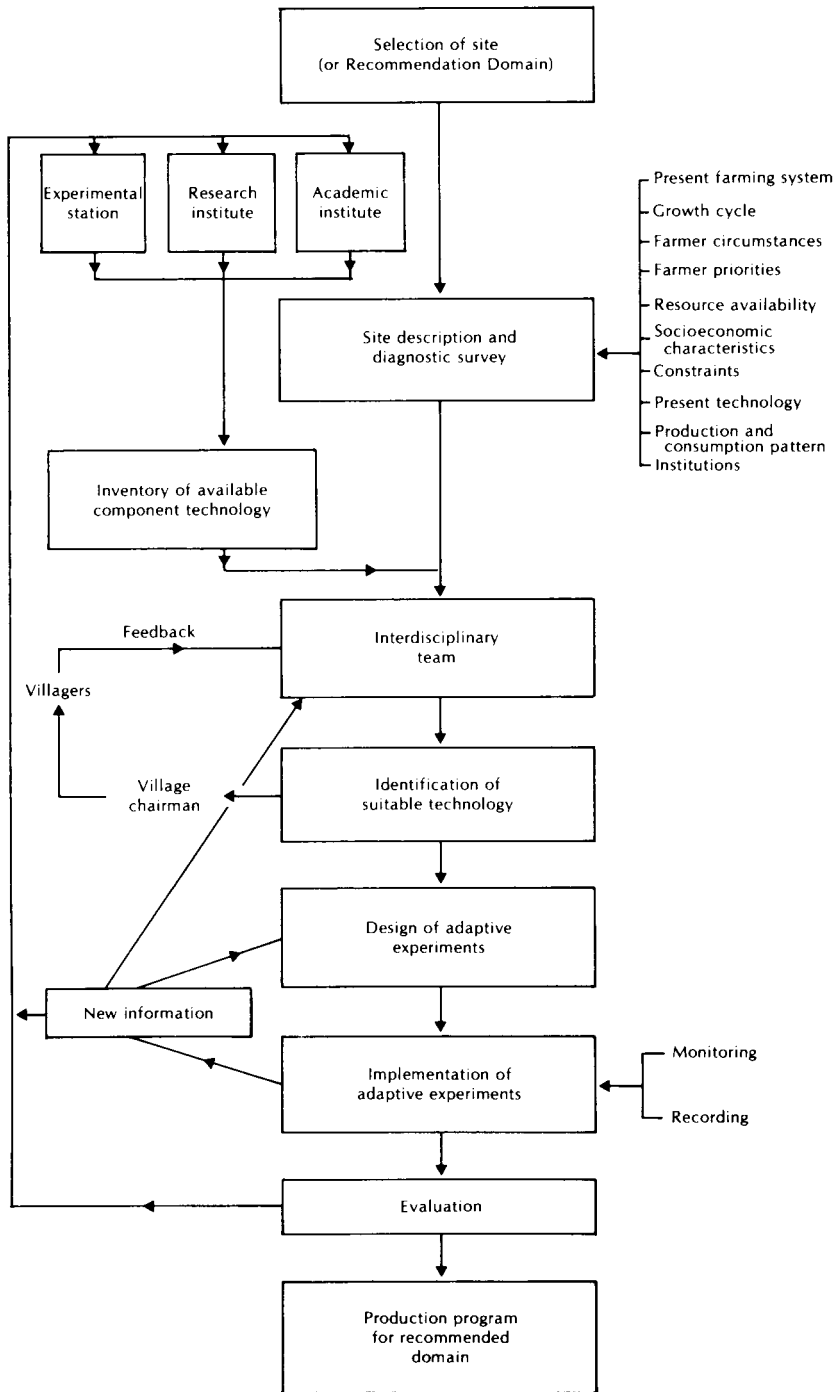 Selection of site
(or Recommendation Domain)
Experimental
station
Research
institute
Academic
institute
Present farming system
Growth cycle
Farmer circumstances
Farmer priorities
Resource availability
Socioeconomic
characteristics
Constraints
Present technology
Production and
consumption pattern
Institutions
Site description and
diagnostic survey
Inventory of available
component technology
Feedback
Interdisciplinary
team
Villagers
Village
chairman
Identification of
suitable technology
Design of adaptive
experiments
New information
Implementation of
adaptive experiments
Monitoring
Recording
Evaluation
Production program
for recommended
domain